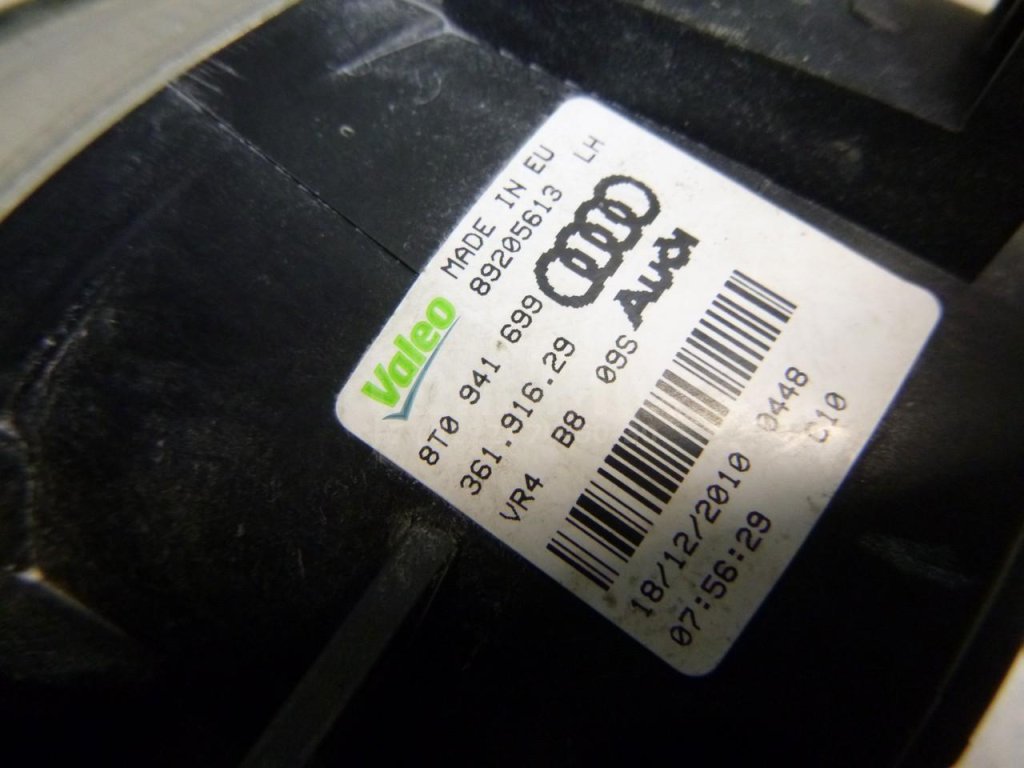 Valeo MADE IN EU
89205613 LH
8T0 941 699
361.916.29
VR4 B8 09S
Audi
18/12/2010 0448
07:56:29 C10